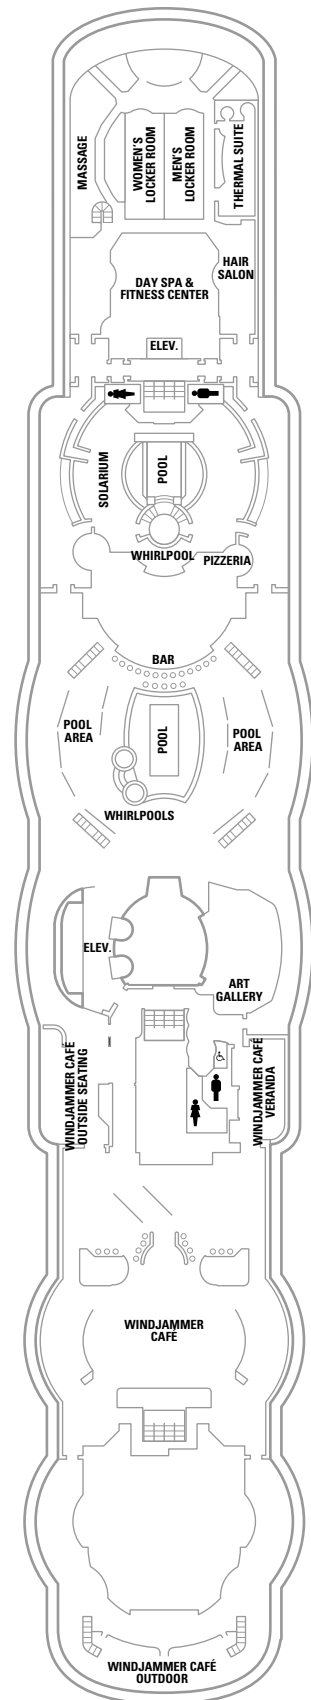 MASSAGE
WOMEN'S
LOCKER ROOM
MEN'S
LOCKER ROOM
THERMAL SUITE
HAIR
SALON
DAY SPA &
FITNESS CENTER
ELEV.
SOLARIUM
POOL
WHIRLPOOL
PIZZERIA
BAR
POOL
AREA
POOL
POOL
AREA
WHIRLPOOLS
ELEV.
ART
GALLERY
WINDJAMMER CAFÉ
OUTSIDE SEATING
WINDJAMMER CAFÉ
VERANDA
WINDJAMMER
CAFÉ
WINDJAMMER CAFÉ
OUTDOOR